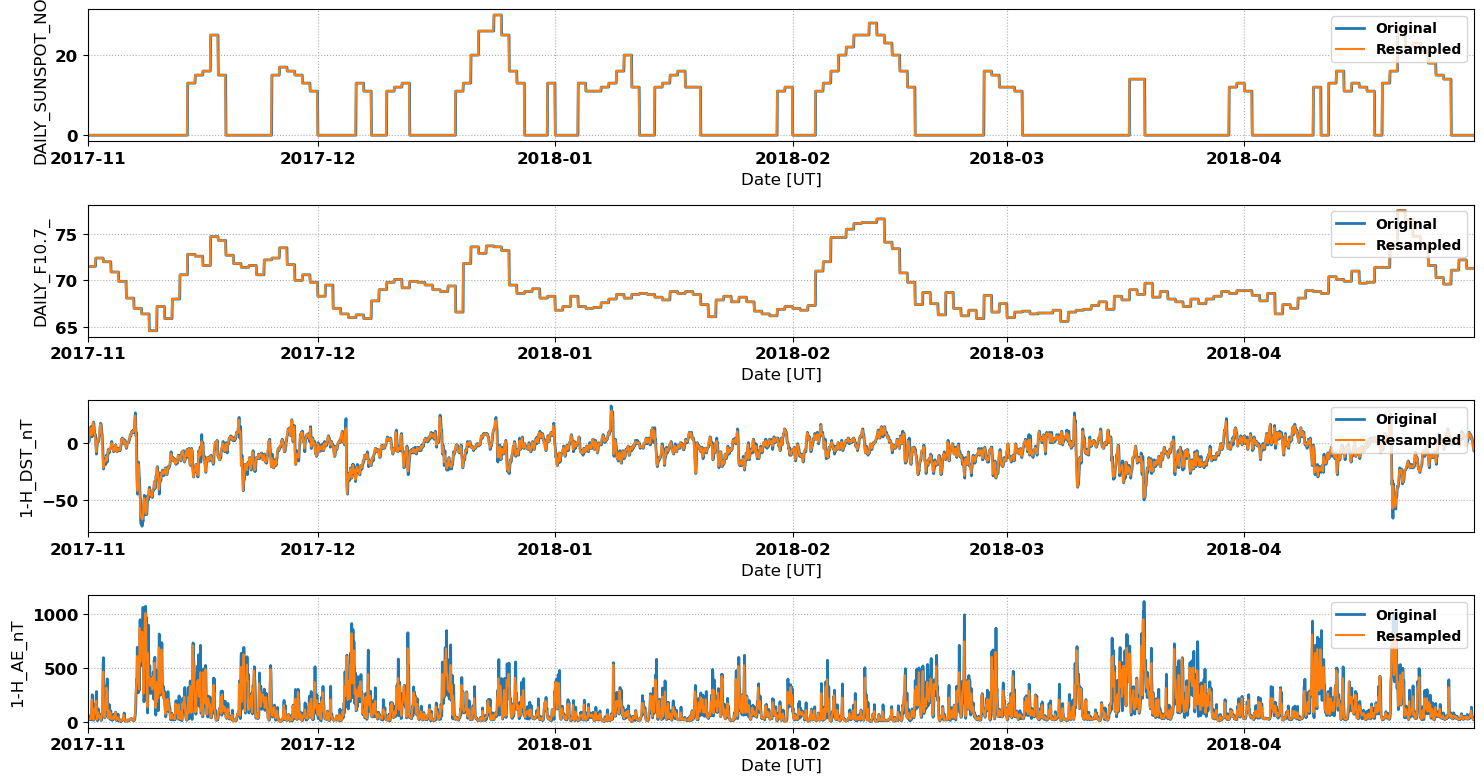 DAILY_SUNSPOT_NO
20
0
Original
Resampled
2017-11 2017-12 2018-01 2018-02 2018-03 2018-04
Date [UT]
DAILY_F10.7_
75
70
65
Original
Resampled
2017-11 2017-12 2018-01 2018-02 2018-03 2018-04
Date [UT]
1-H_DST_nT
0
−50
Original
Resampled
2017-11 2017-12 2018-01 2018-02 2018-03 2018-04
Date [UT]
1-H_AE_nT
1000
500
0
Original
Resampled
2017-11 2017-12 2018-01 2018-02 2018-03 2018-04
Date [UT]